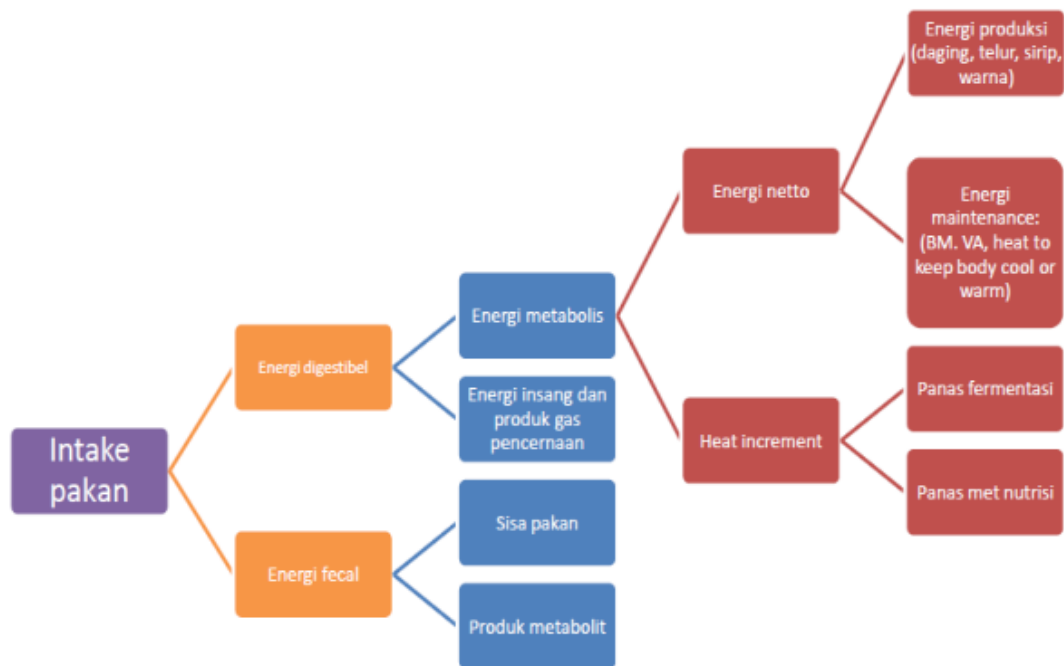 Intake
pakan
Energi digestibel
Energi fecal
Energi metabolis
Energi insang dan
produk gas
pencernaan
Sisa pakan
Produk metabolit
Energi netto
Heat increment
Energi produksi
(daging, telur, sirip,
warna)
Energi
maintenance:
(BM. VA, heat to
keep body cool or
warm)
Panas fermentasi
Panas met nutrisi